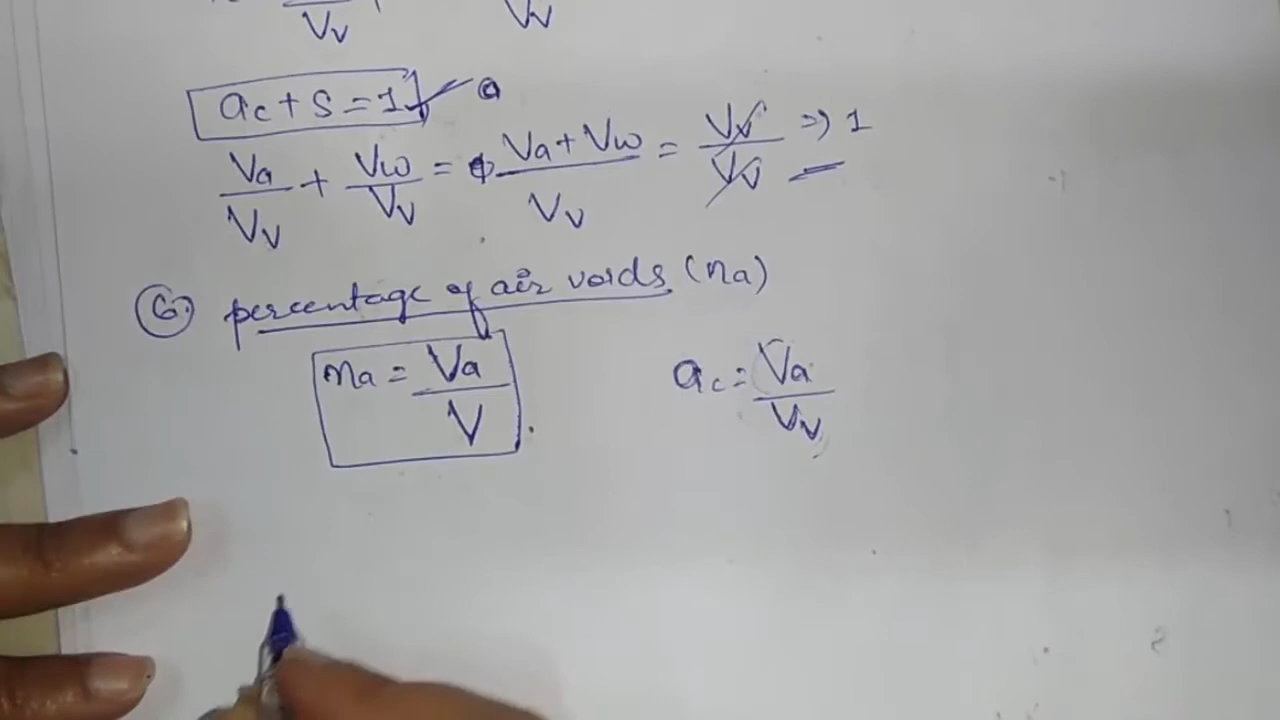 Vv Vv
ac + S = 1
Va/Vv + Vw/Vv = Va + Vw/Vv = Vv/Vv => 1
6. percentage of air voids (na)
na = Va/V ac = Va/Vv